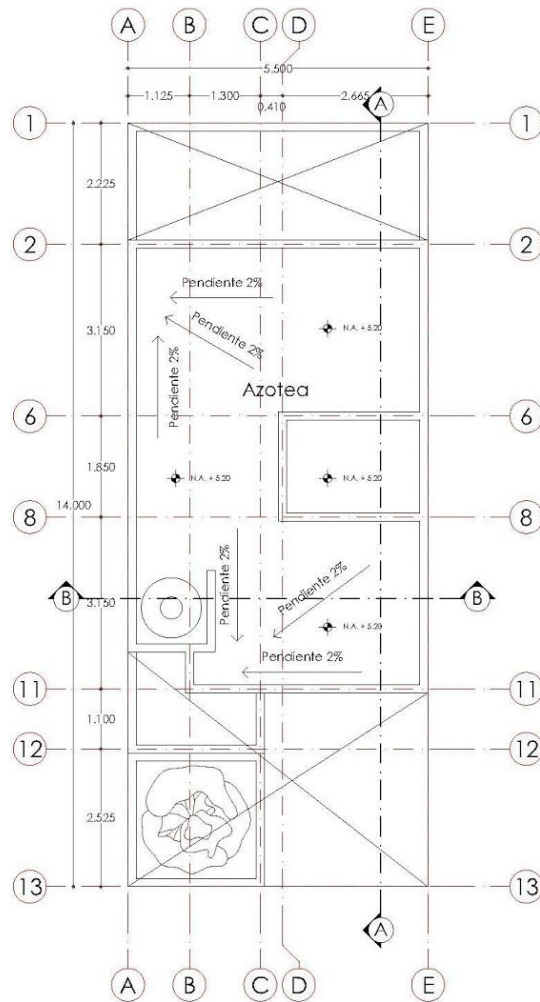 A B C D E
5.500
1.125 1.300 2.665
0.410
A
1 1
2.225
2 2
Pendiente 2%
Pendiente 2%
N.A. + 5.20
3.150
Pendiente 2%
Azotea
6 6
1.850
N.A. + 5.20 N.A. + 5.20
14.000
8 8
Pendiente 2%
Pendiente 2%
3.150
B B
N.A. + 5.20
Pendiente 2%
11 11
1.100
12 12
2.525
13 13
A
A B C D E